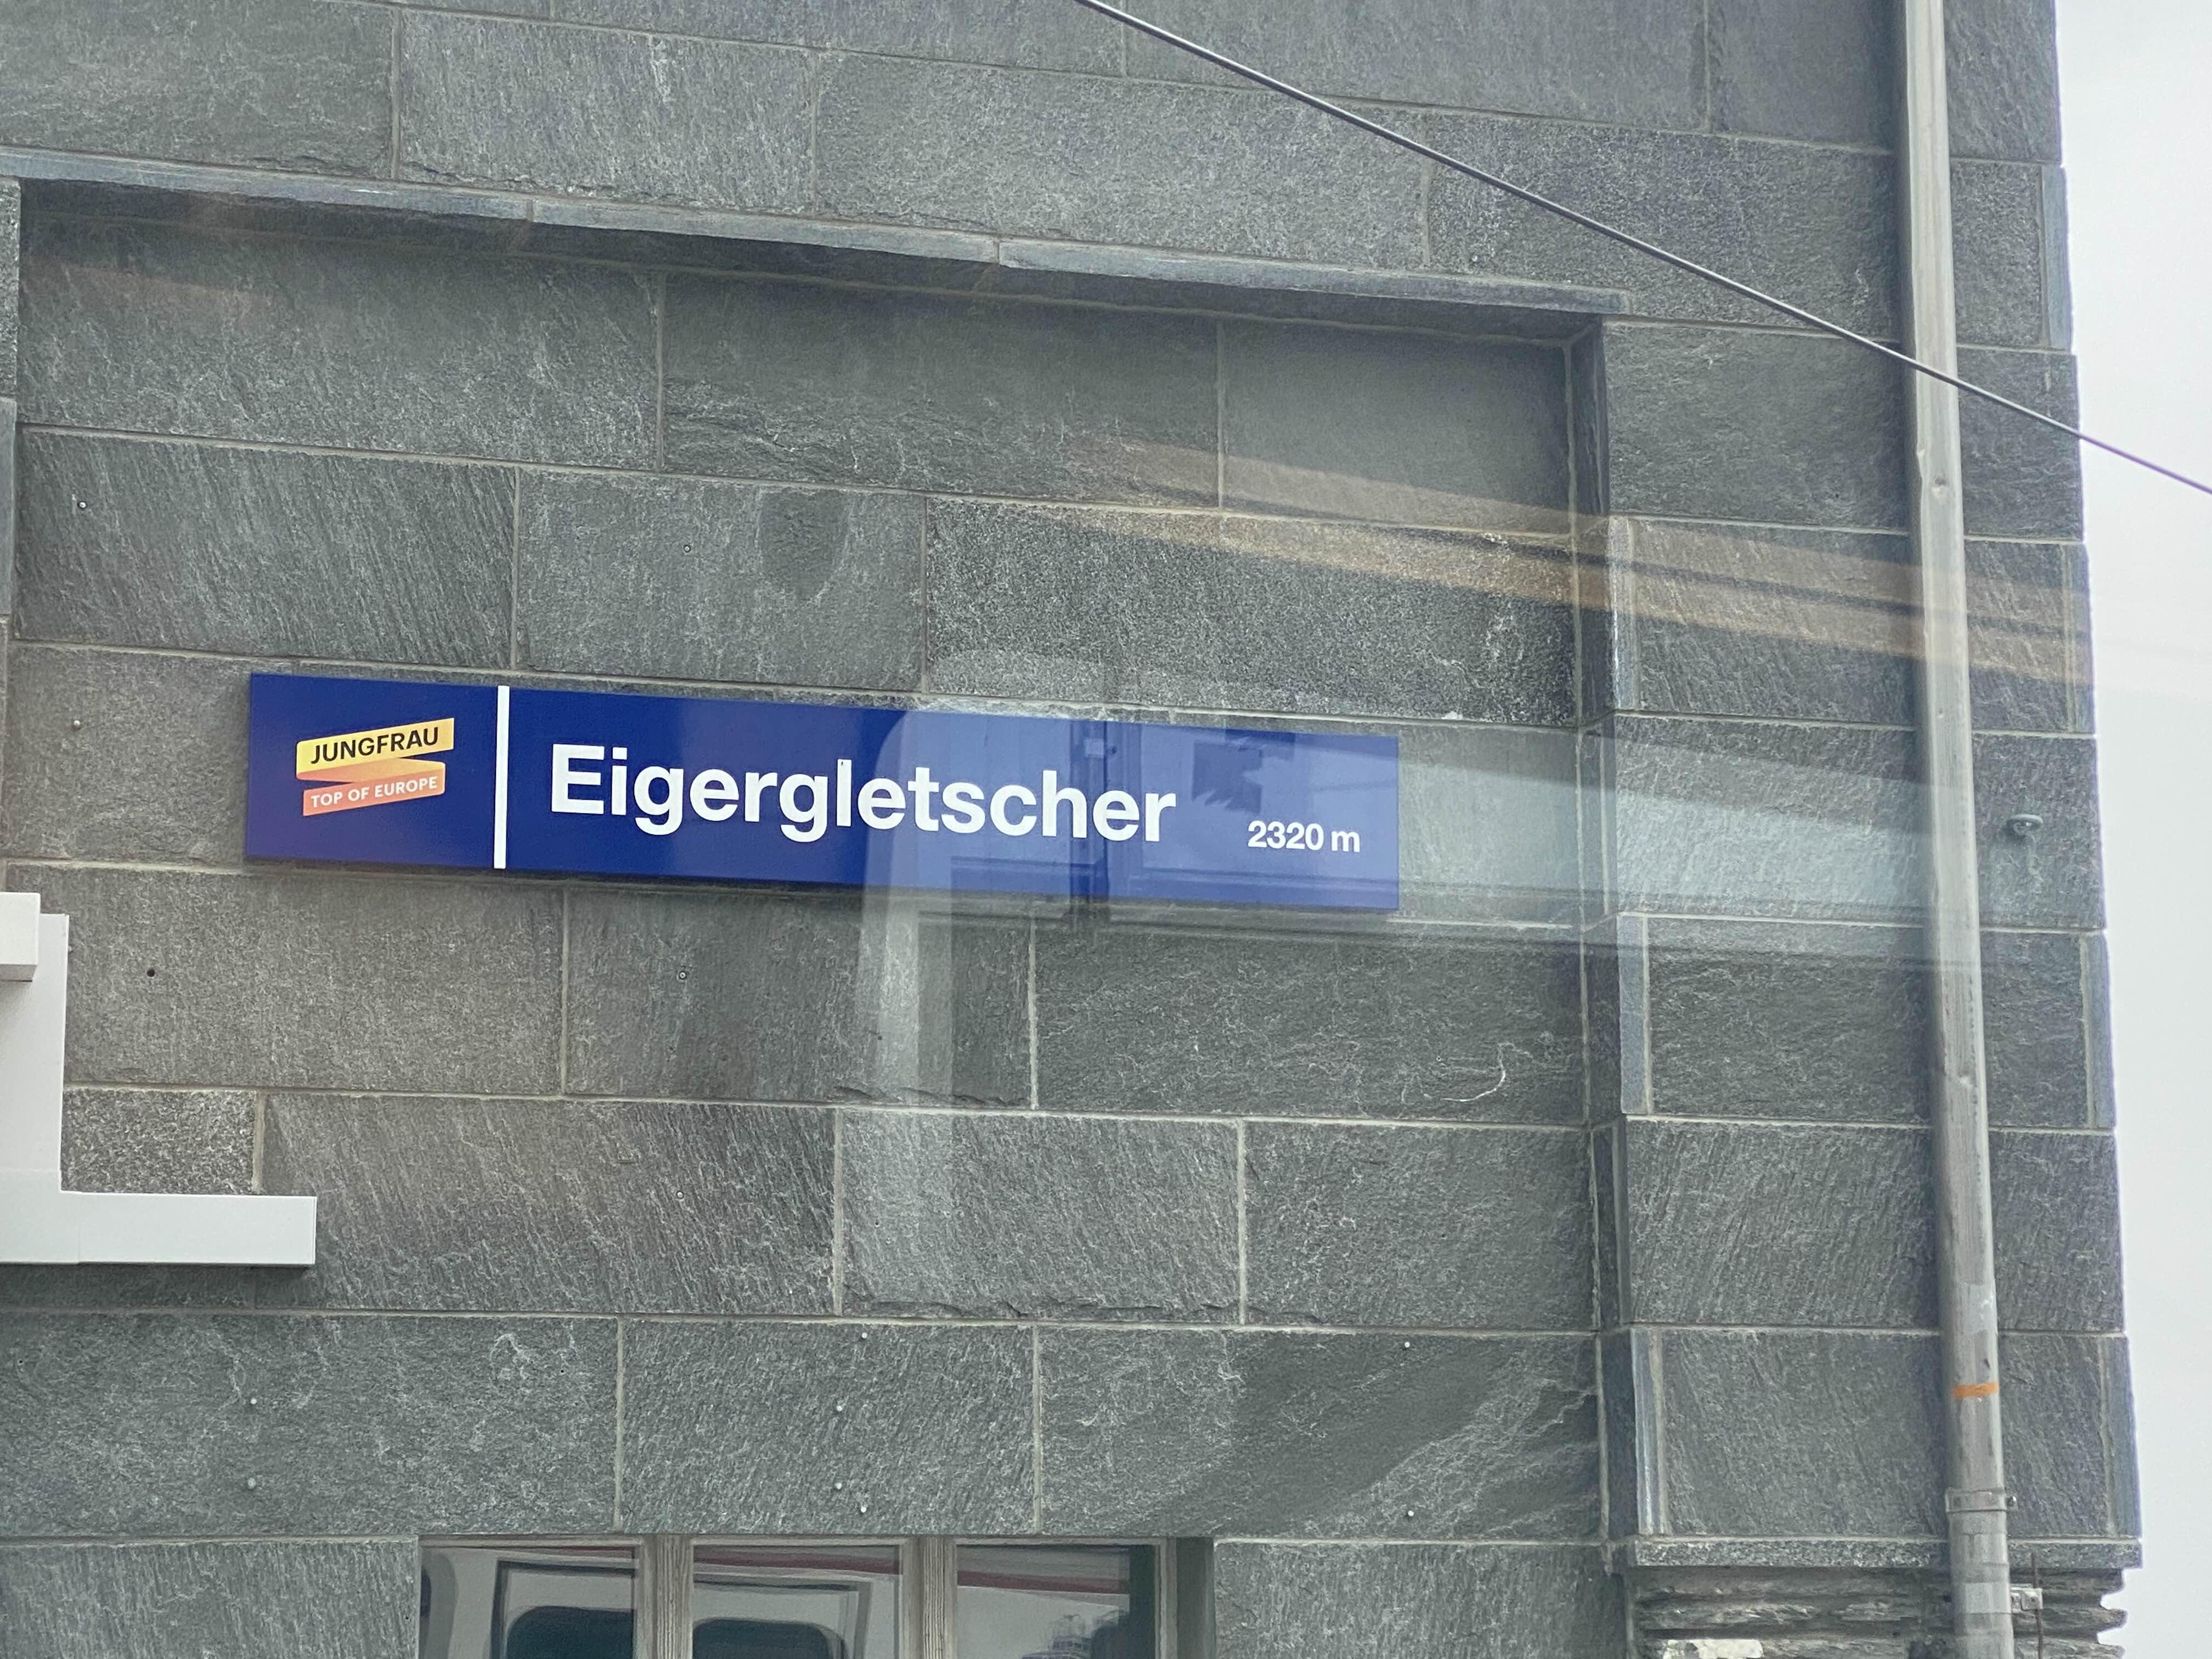 JUNGFRAU
TOP OF EUROPE
Eigergletscher
2320 m